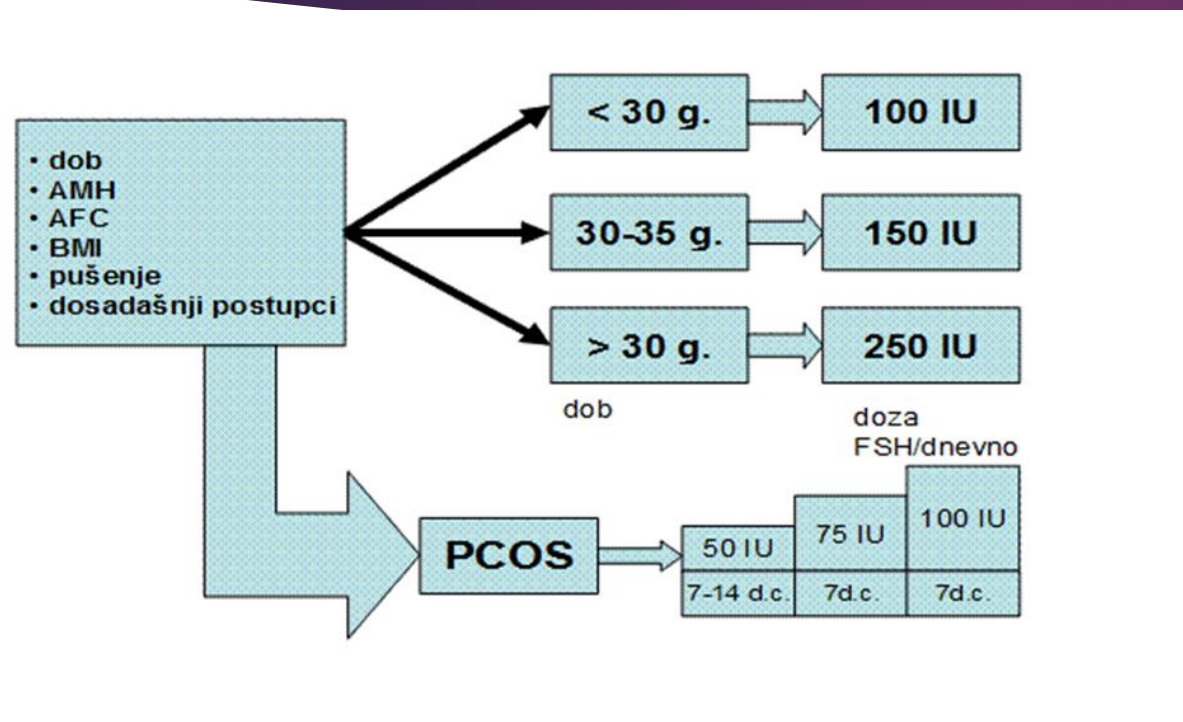 • dob
• AMH
• AFC
• BMI
• pušenje
• dosadašnji postupci
< 30 g.
100 IU
30-35 g.
150 IU
> 30 g.
250 IU
dob
doza
FSH/dnevno
PCOS
50 IU
75 IU
100 IU
7-14 d.c.
7d.c.
7d.c.